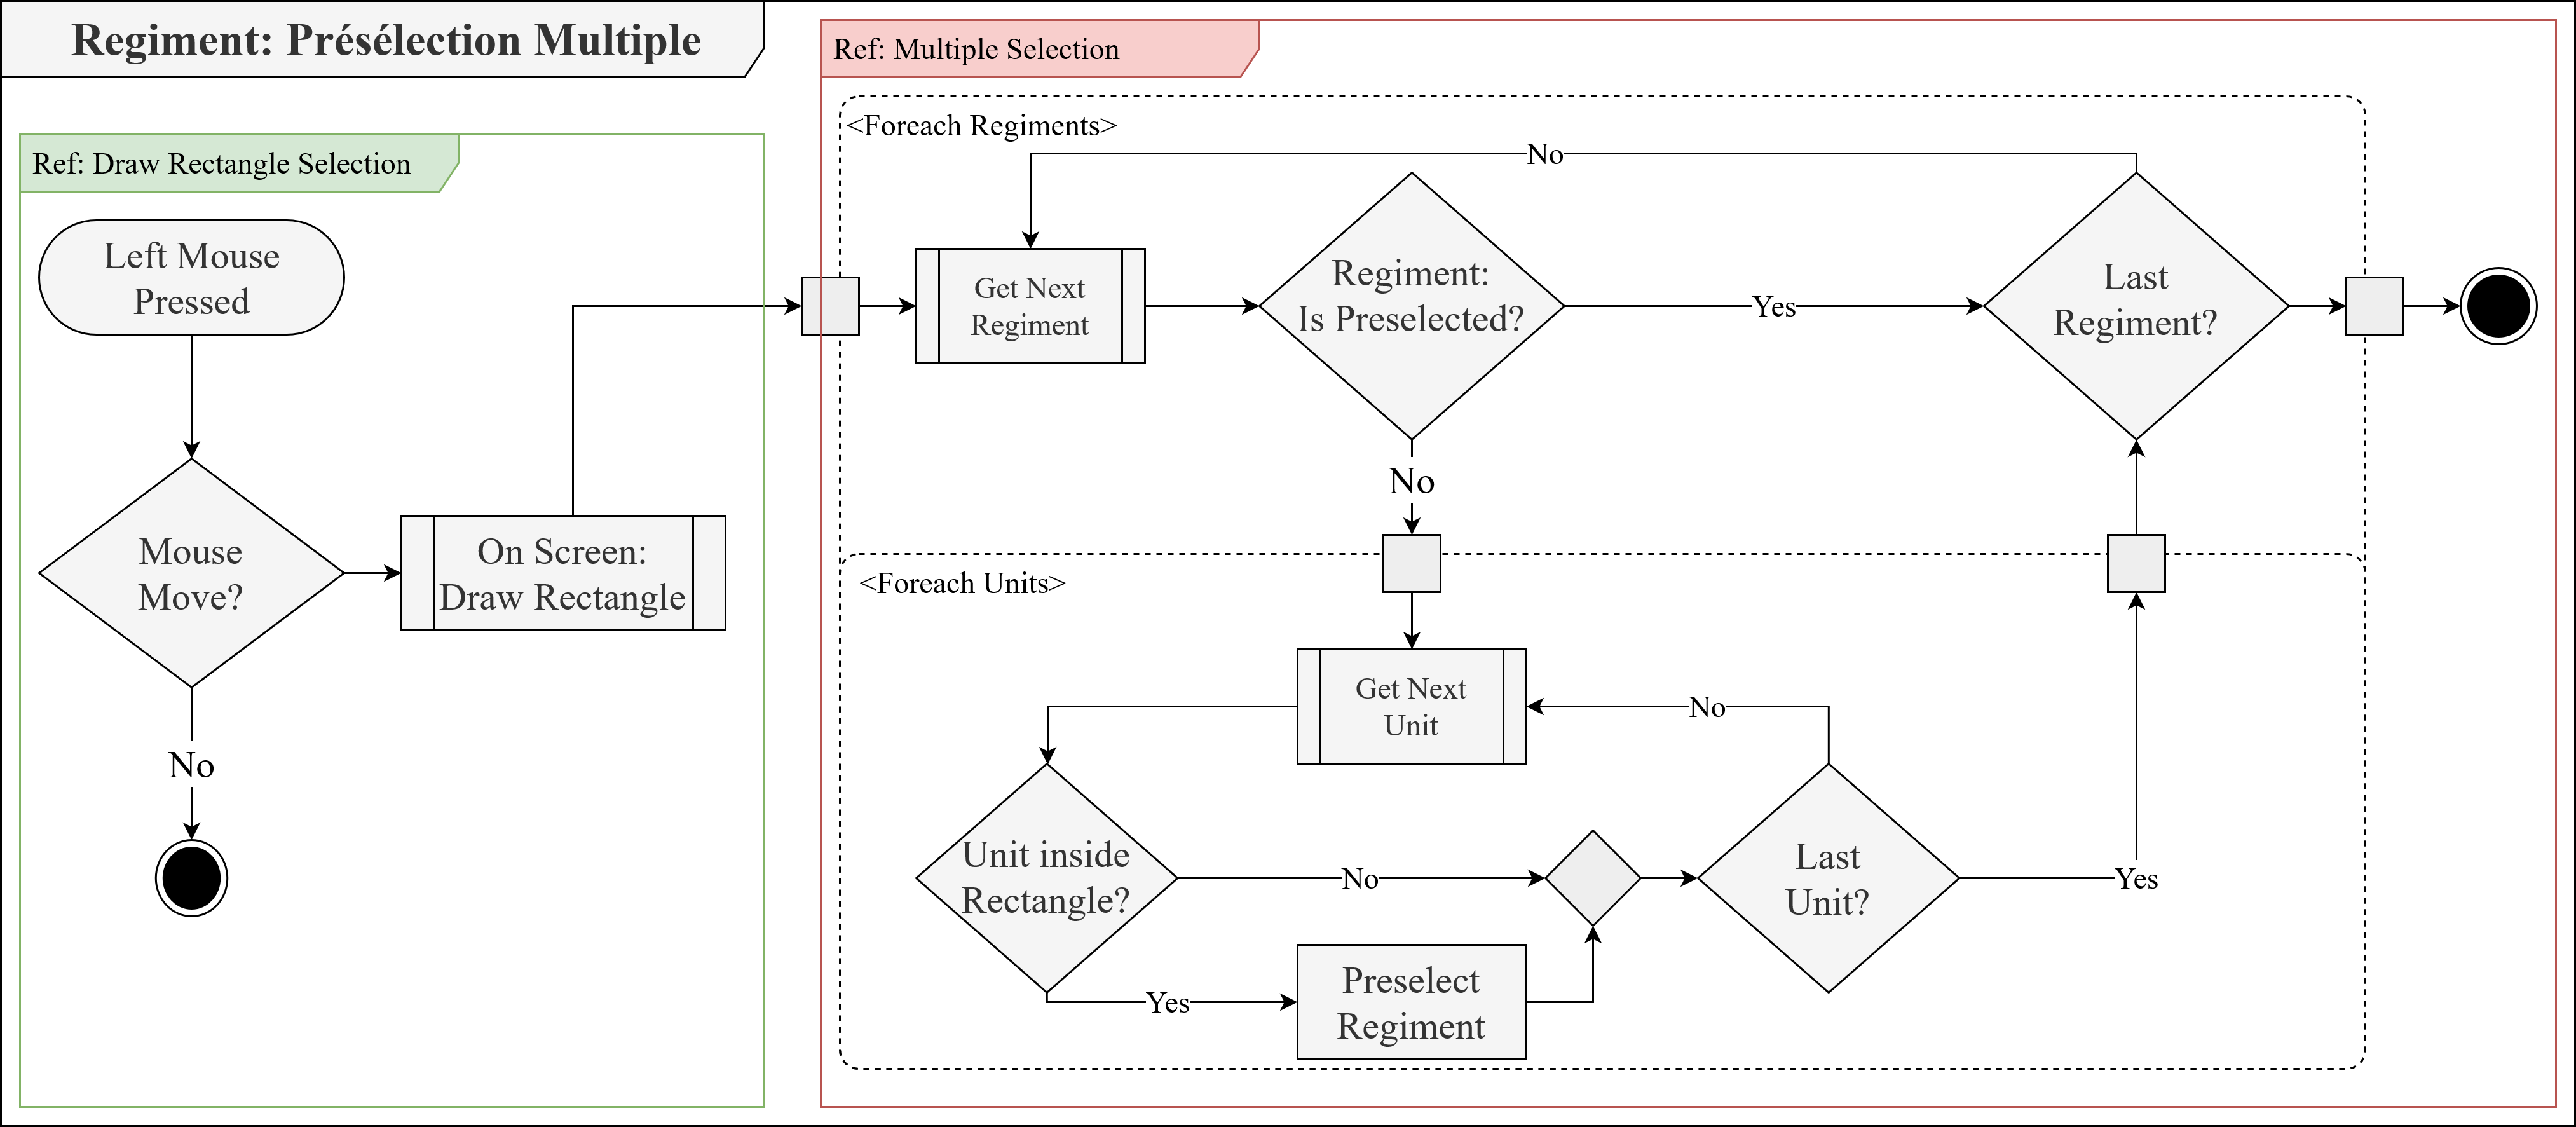 Regiment: Présélection Multiple
Ref: Draw Rectangle Selection
Left Mouse
Pressed
Mouse
Move?
On Screen:
Draw Rectangle
No
Ref: Multiple Selection
<Foreach Regiments>
No
Get Next
Regiment
Regiment:
Is Preselected?
Yes
Last
Regiment?
No
<Foreach Units>
Get Next
Unit
No
Unit inside
Rectangle?
No
Last
Unit?
Yes
Yes
Preselect
Regiment